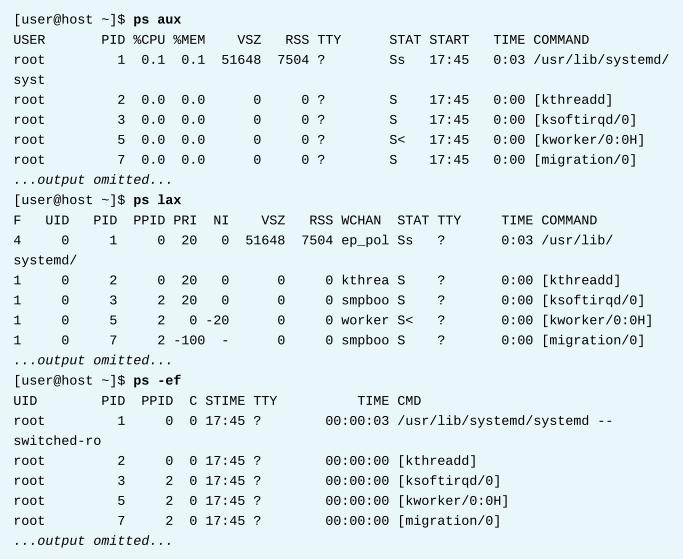 [user@host ~]$ ps aux
USER       PID %CPU %MEM    VSZ   RSS TTY      STAT START   TIME COMMAND
root         1  0.1  0.1  51648  7504 ?        Ss   17:45   0:03 /usr/lib/systemd/
syst
root         2  0.0  0.0      0     0 ?        S    17:45   0:00 [kthreadd]
root         3  0.0  0.0      0     0 ?        S    17:45   0:00 [ksoftirqd/0]
root         5  0.0  0.0      0     0 ?        S<   17:45   0:00 [kworker/0:0H]
root         7  0.0  0.0      0     0 ?        S    17:45   0:00 [migration/0]
...output omitted...
[user@host ~]$ ps lax
F   UID   PID  PPID PRI  NI    VSZ   RSS WCHAN  STAT TTY     TIME COMMAND
4     0     1     0  20   0  51648  7504 ep_pol Ss   ?       0:03 /usr/lib/
systemd/
1     0     2     0  20   0      0     0 kthrea S    ?       0:00 [kthreadd]
1     0     3     2  20   0      0     0 smpboo S    ?       0:00 [ksoftirqd/0]
1     0     5     2   0 -20      0     0 worker S<   ?       0:00 [kworker/0:0H]
1     0     7     2 -100  -      0     0 smpboo S    ?       0:00 [migration/0]
...output omitted...
[user@host ~]$ ps -ef
UID        PID  PPID  C STIME TTY          TIME CMD
root         1     0  0 17:45 ?        00:00:03 /usr/lib/systemd/systemd --
switched-ro
root         2     0  0 17:45 ?        00:00:00 [kthreadd]
root         3     2  0 17:45 ?        00:00:00 [ksoftirqd/0]
root         5     2  0 17:45 ?        00:00:00 [kworker/0:0H]
root         7     2  0 17:45 ?        00:00:00 [migration/0]
...output omitted...